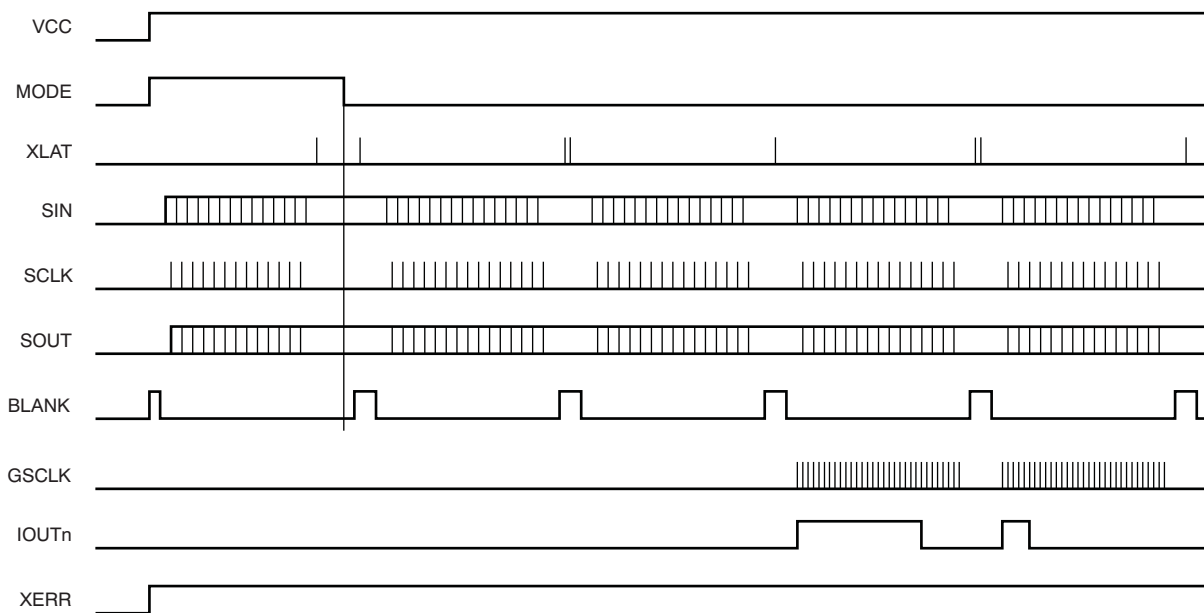 VCC
MODE
XLAT
SIN
SCLK
SOUT
BLANK
GSCLK
IOUTn
XERR